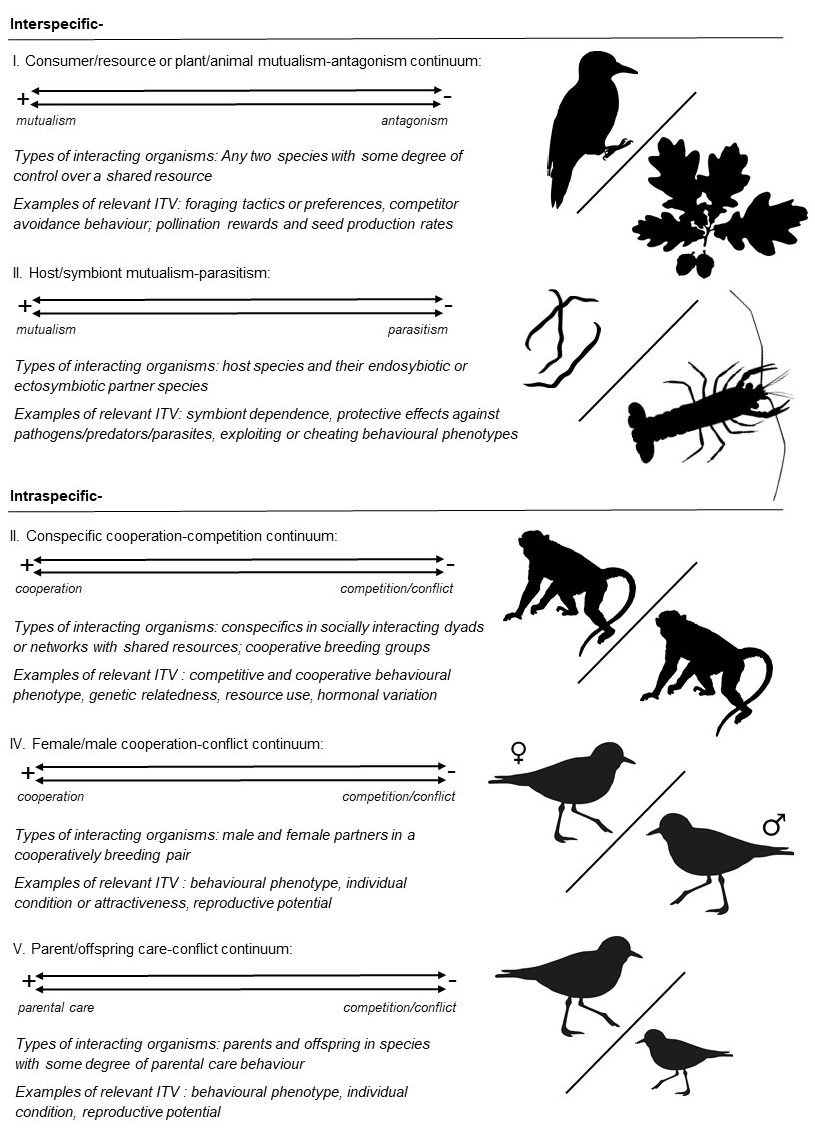 Interspecific-
I. Consumer/resource or plant/animal mutualism-antagonism continuum:
+ -
mutualism antagonism
Types of interacting organisms: Any two species with some degree of
control over a shared resource
Examples of relevant ITV: foraging tactics or preferences, competitor
avoidance behaviour; pollination rewards and seed production rates
II. Host/symbiont mutualism-parasitism:
+ -
mutualism parasitism
Types of interacting organisms: host species and their endosybiotic or
ectosymbiotic partner species
Examples of relevant ITV: symbiont dependence, protective effects against
pathogens/predators/parasites, exploiting or cheating behavioural phenotypes
Intraspecific-
II. Conspecific cooperation-competition continuum:
+ -
cooperation competition/conflict
Types of interacting organisms: conspecifics in socially interacting dyads
or networks with shared resources; cooperative breeding groups
Examples of relevant ITV : competitive and cooperative behavioural
phenotype, genetic relatedness, resource use, hormonal variation
IV. Female/male cooperation-conflict continuum:
♀
+ -
cooperation competition/conflict
♂
Types of interacting organisms: male and female partners in a
cooperatively breeding pair
Examples of relevant ITV : behavioural phenotype, individual
condition or attractiveness, reproductive potential
V. Parent/offspring care-conflict continuum:
+ -
parental care competition/conflict
Types of interacting organisms: parents and offspring in species
with some degree of parental care behaviour
Examples of relevant ITV : behavioural phenotype, individual
condition, reproductive potential